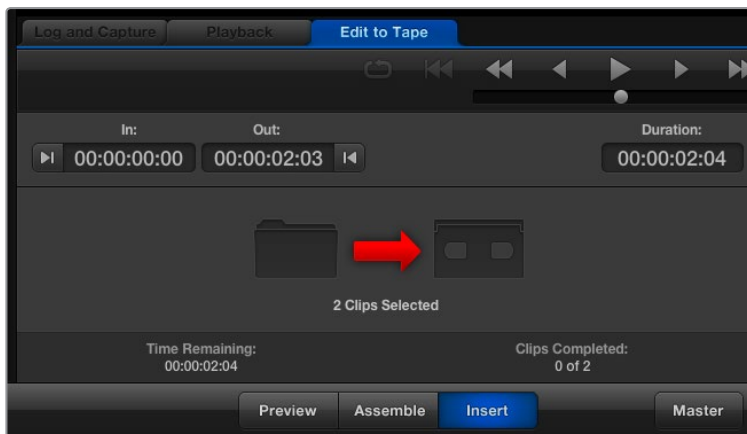 Log and Capture Playback Edit to Tape
In: Out: Duration:
00:00:00:00 00:00:02:03 00:00:02:04
2 Clips Selected
Time Remaining: Clips Completed:
00:00:02:04 0 of 2
Preview Assemble Insert Master